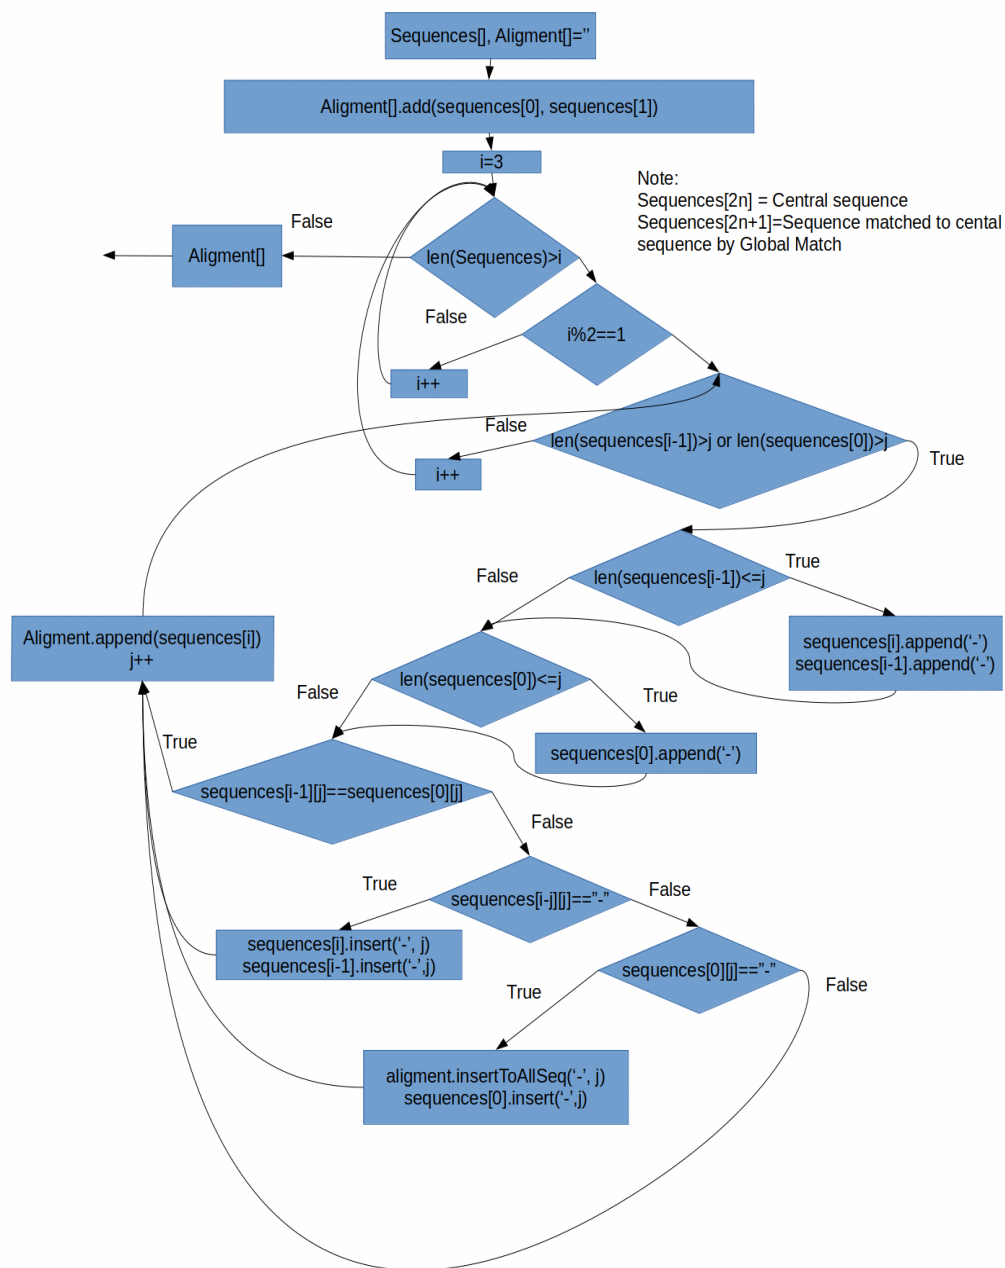 Sequences[], Aligment[]=''
Aligment[].add(sequences[0], sequences[1])
i=3
Note:
Sequences[2n] = Central sequence
Sequences[2n+1]=Sequence matched to cental
sequence by Global Match
False
Aligment[]
len(Sequences)>i
False
i%2==1
i++
False
len(sequences[i-1])>j or len(sequences[0])>j
True
i++
False
len(sequences[i-1])<=j
True
Aligment.append(sequences[i])
j++
sequences[i].append(‘-’)
sequences[i-1].append(‘-’)
len(sequences[0])<=j
False
True
True
sequences[0].append(‘-’)
sequences[i-1][j]==sequences[0][j]
False
True
sequences[i-j][j]==”-”
False
sequences[i].insert(‘-’, j)
sequences[i-1].insert(‘-’,j)
sequences[0][j]==”-”
True
False
aligment.insertToAllSeq(‘-’, j)
sequences[0].insert(‘-’,j)